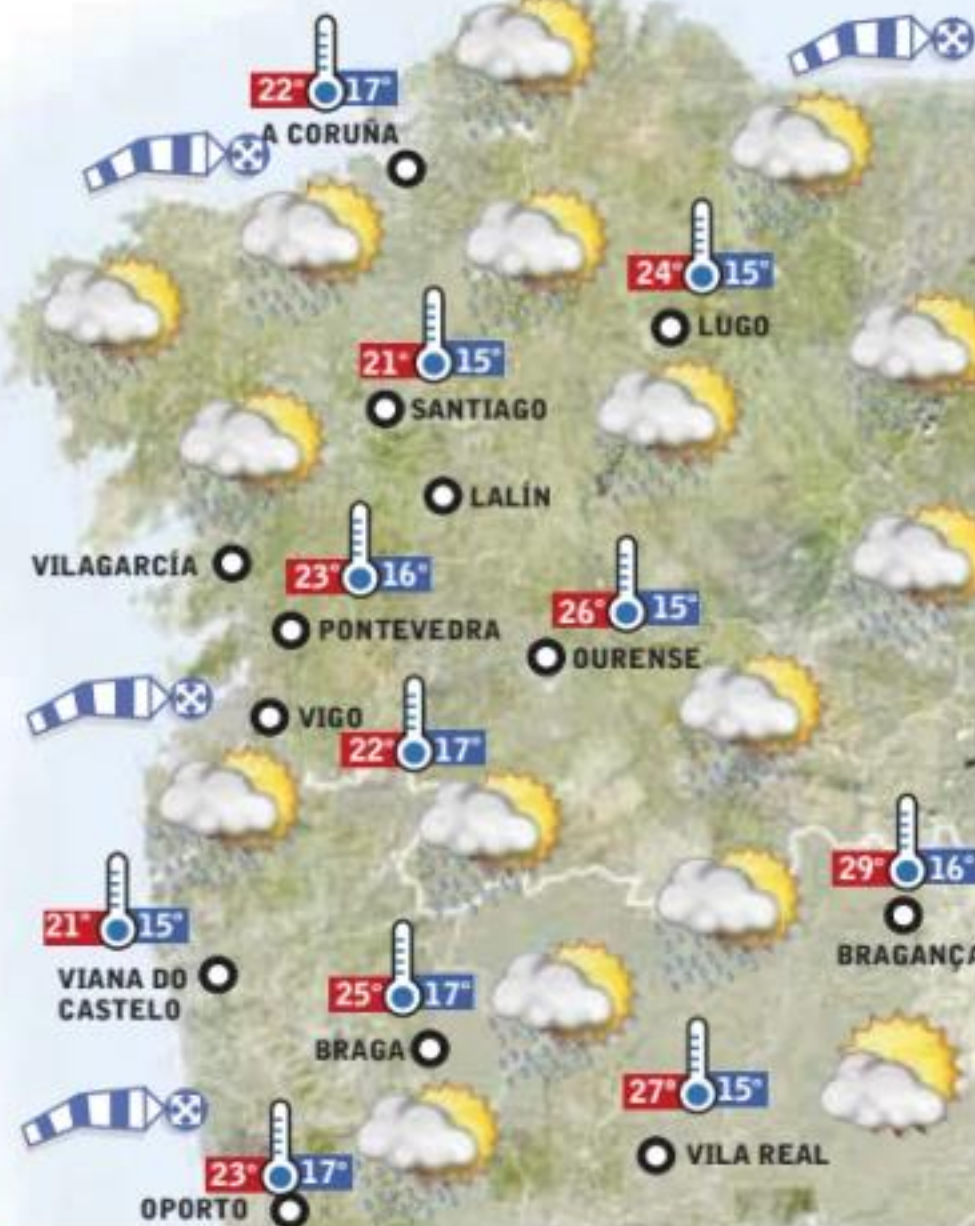 22° 17°
A CORUÑA
24° 15°
LUGO
21° 15°
SANTIAGO
LALÍN
VILAGARCÍA
23° 16°
PONTEVEDRA
26° 15°
OURENSE
VIGO
22° 17°
29° 16°
BRAGANÇA
21° 15°
VIANA DO
CASTELO
25° 17°
BRAGA
27° 15°
VILA REAL
23° 17°
OPORTO